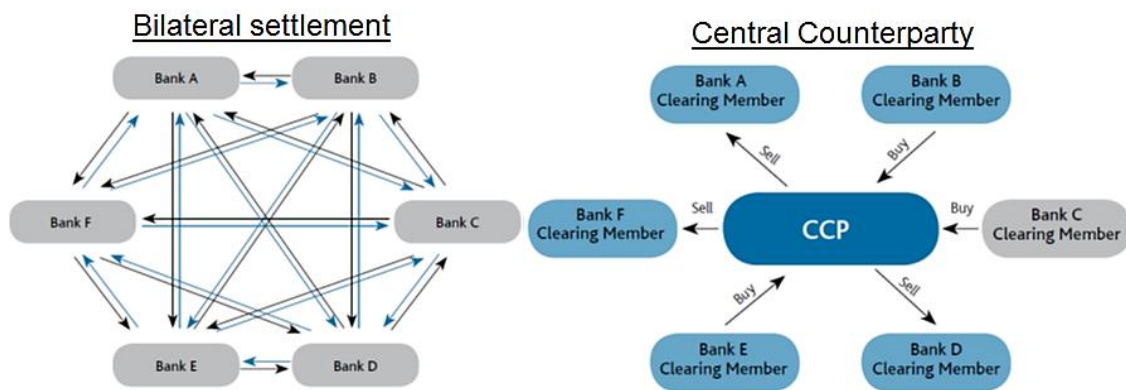 Bilateral settlement
Bank A
Bank B
Bank F
Bank C
Bank E
Bank D
Central Counterparty
Bank A
Clearing Member
Bank B
Clearing Member
Sell
Buy
Bank F
Clearing Member
Sell
CCP
Buy
Bank C
Clearing Member
Buy
Sell
Bank E
Clearing Member
Bank D
Clearing Member